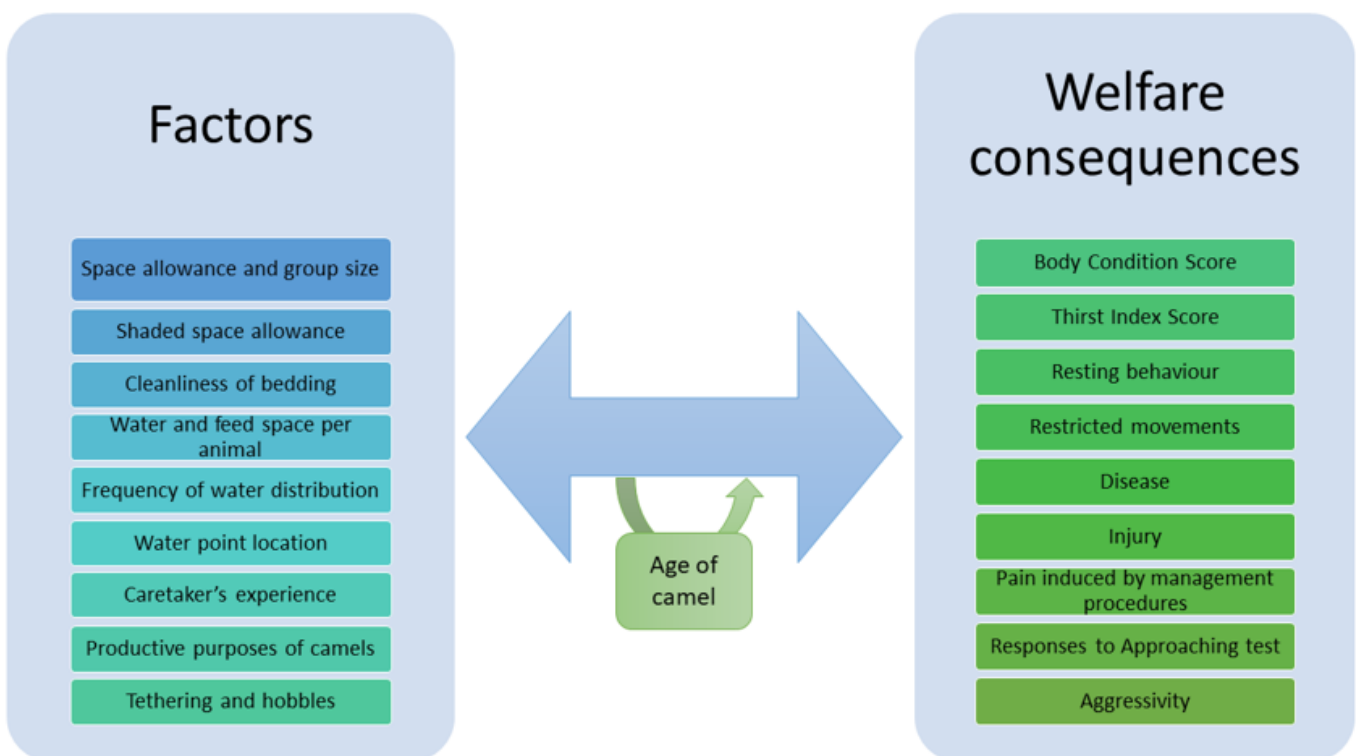 Factors
Space allowance and group size
Shaded space allowance
Cleanliness of bedding
Water and feed space per
animal
Frequency of water distribution
Water point location
Caretaker's experience
Productive purposes of camels
Tethering and hobbles
Age of
camel
Welfare
consequences
Body Condition Score
Thirst Index Score
Resting behaviour
Restricted movements
Disease
Injury
Pain induced by management
procedures
Responses to Approaching test
Aggressivity